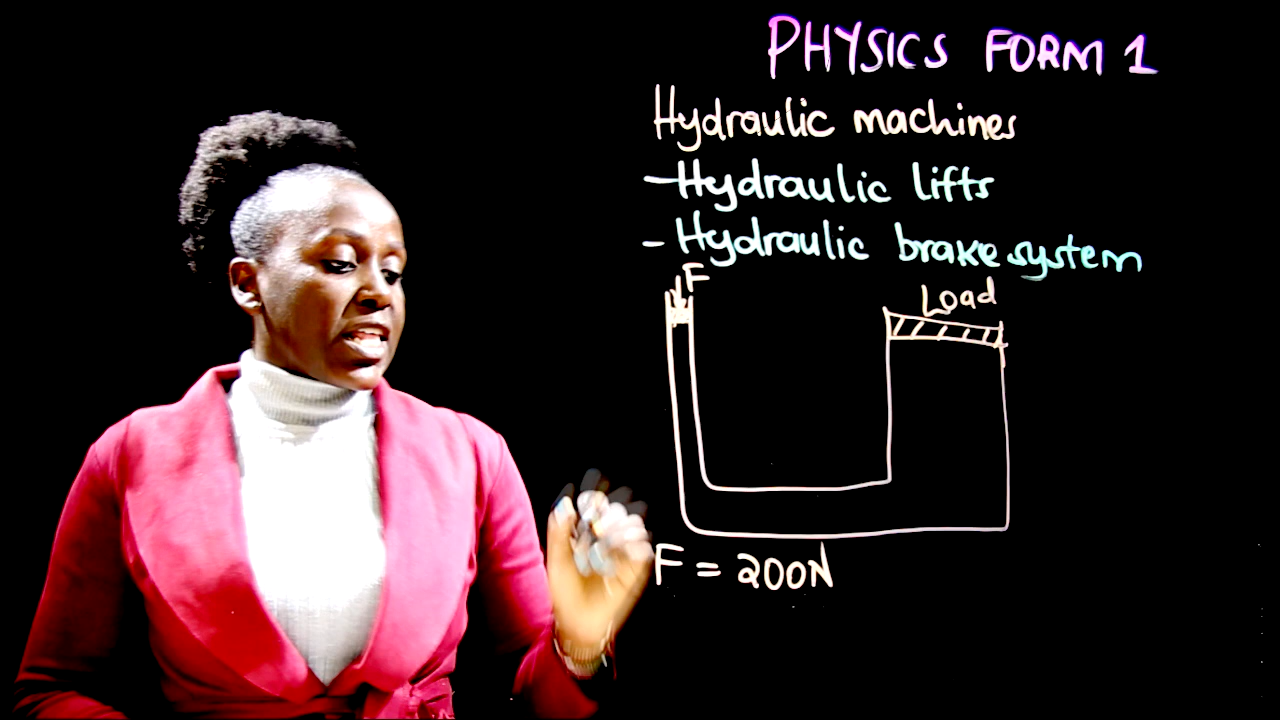 PHYSICS FORM 1
Hydraulic machines
- Hydraulic lifts
- Hydraulic brake system
F
Load
F = 200N